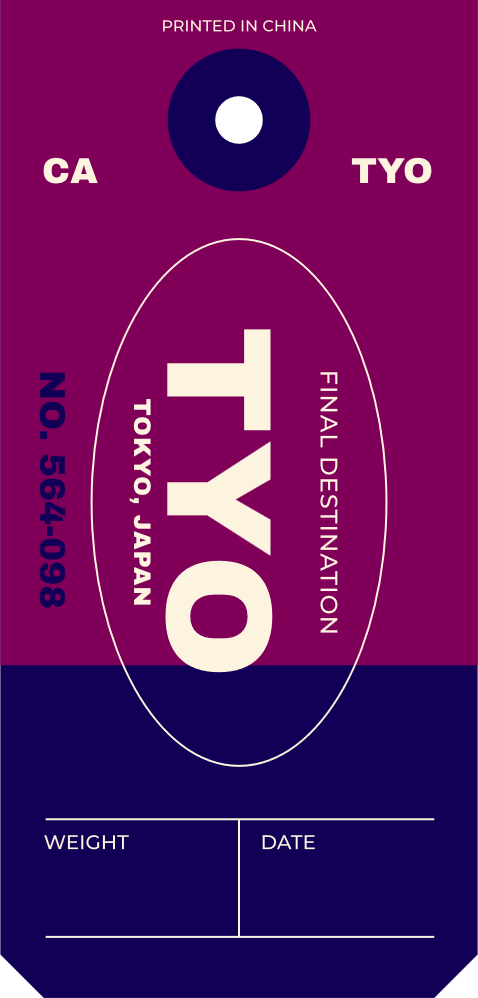 PRINTED IN CHINA
CA
TYO
FINAL DESTINATION
TYO
TOKYO, JAPAN
NO. 564-098
WEIGHT
DATE